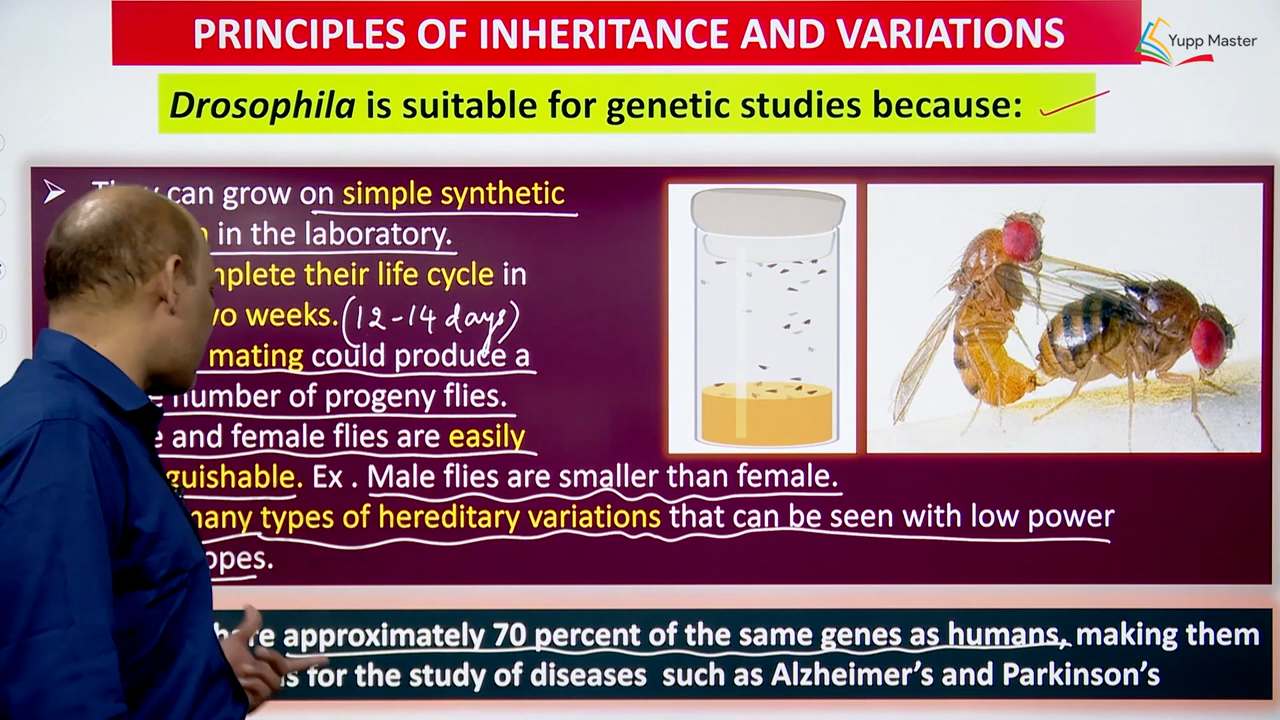 PRINCIPLES OF INHERITANCE AND VARIATIONS
Yupp Master
Drosophila is suitable for genetic studies because:
can grow on simple synthetic
in the laboratory.
their life cycle in
weeks. (12-14 days)
mating could produce a
number of progeny flies.
and female flies are easily
Ex . Male flies are smaller than female.
many types of hereditary variations that can be seen with low power
approximately 70 percent of the same genes as humans, making them
for the study of diseases such as Alzheimer's and Parkinson's